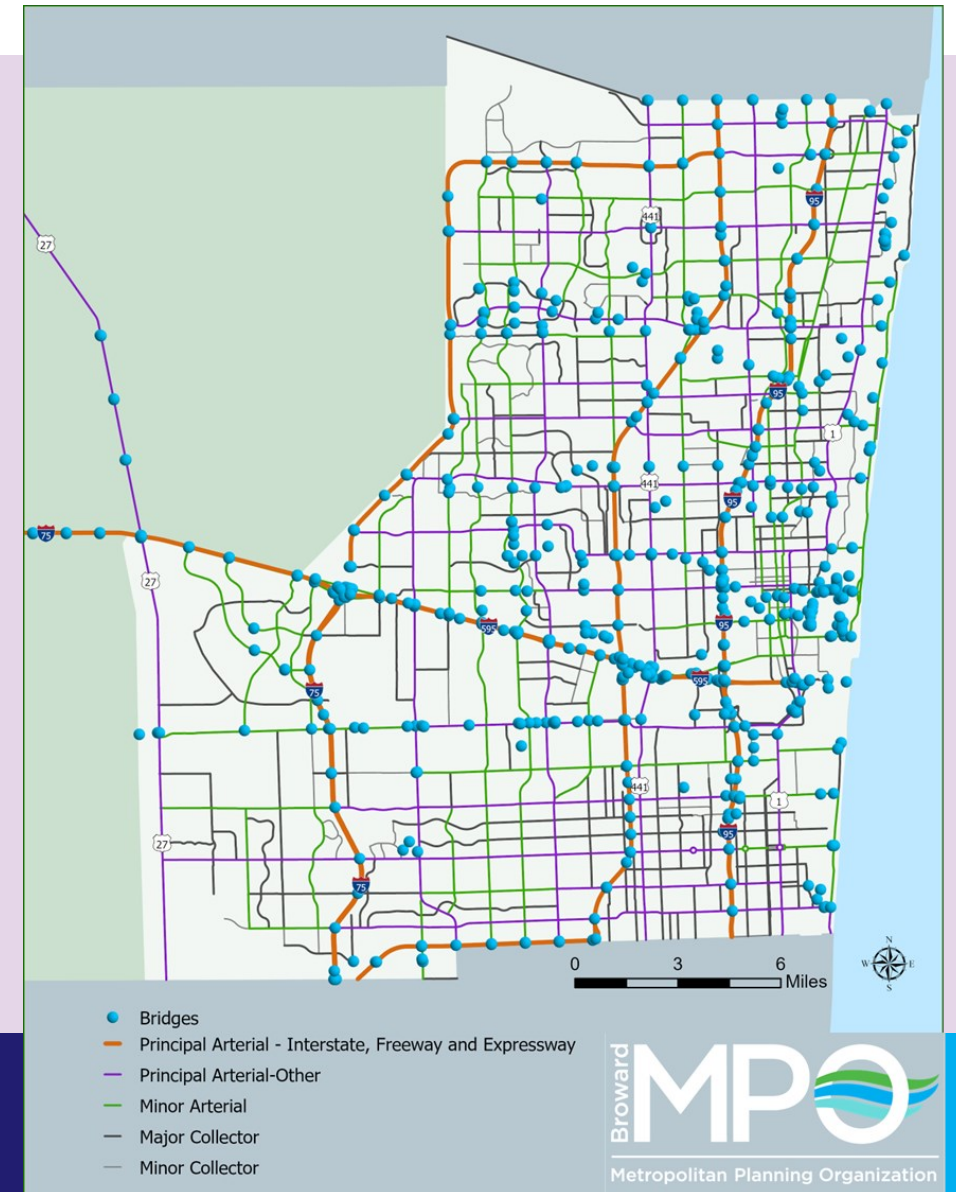 441
95
27
95
1
441
95
75
27
595
95
75
595
441
1
95
27
75
N
W
E
S
0
3
6
Miles
Bridges
Principal Arterial - Interstate, Freeway and Expressway
Principal Arterial-Other
Minor Arterial
Major Collector
Minor Collector
Broward
MPO
Metropolitan Planning Organization